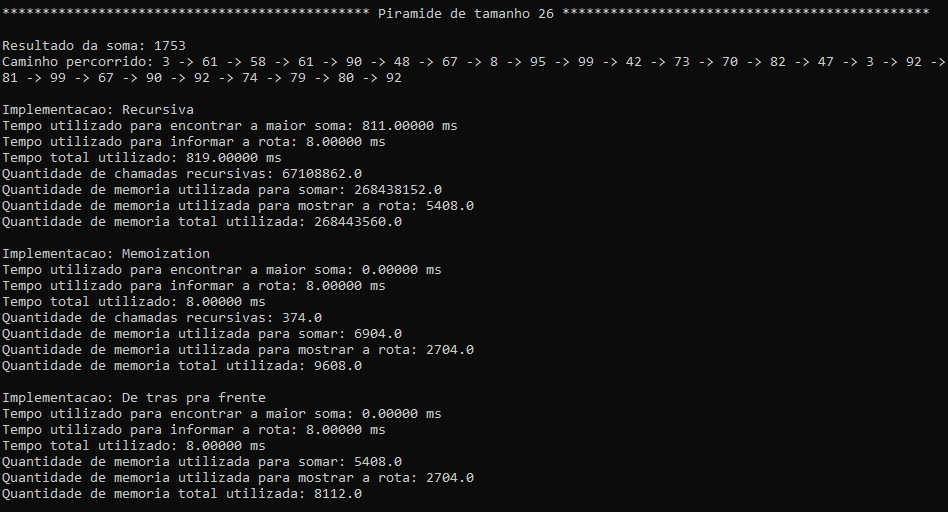 ********************************************** Piramide de tamanho 26 **********************************************
Resultado da soma: 1753
Caminho percorrido: 3 -> 61 -> 58 -> 61 -> 90 -> 48 -> 67 -> 8 -> 95 -> 99 -> 42 -> 73 -> 70 -> 82 -> 47 -> 3 -> 92 ->
81 -> 99 -> 67 -> 90 -> 92 -> 74 -> 79 -> 80 -> 92
Implementacao: Recursiva
Tempo utilizado para encontrar a maior soma: 811.00000 ms
Tempo utilizado para informar a rota: 8.00000 ms
Tempo total utilizado: 819.00000 ms
Quantidade de chamadas recursivas: 67108862.0
Quantidade de memoria utilizada para somar: 268438152.0
Quantidade de memoria utilizada para mostrar a rota: 5408.0
Quantidade de memoria total utilizada: 268443560.0
Implementacao: Memoization
Tempo utilizado para encontrar a maior soma: 0.00000 ms
Tempo utilizado para informar a rota: 8.00000 ms
Tempo total utilizado: 8.00000 ms
Quantidade de chamadas recursivas: 374.0
Quantidade de memoria utilizada para somar: 6904.0
Quantidade de memoria utilizada para mostrar a rota: 2704.0
Quantidade de memoria total utilizada: 9608.0
Implementacao: De tras pra frente
Tempo utilizado para encontrar a maior soma: 0.00000 ms
Tempo utilizado para informar a rota: 8.00000 ms
Tempo total utilizado: 8.00000 ms
Quantidade de memoria utilizada para somar: 5408.0
Quantidade de memoria utilizada para mostrar a rota: 2704.0
Quantidade de memoria total utilizada: 8112.0